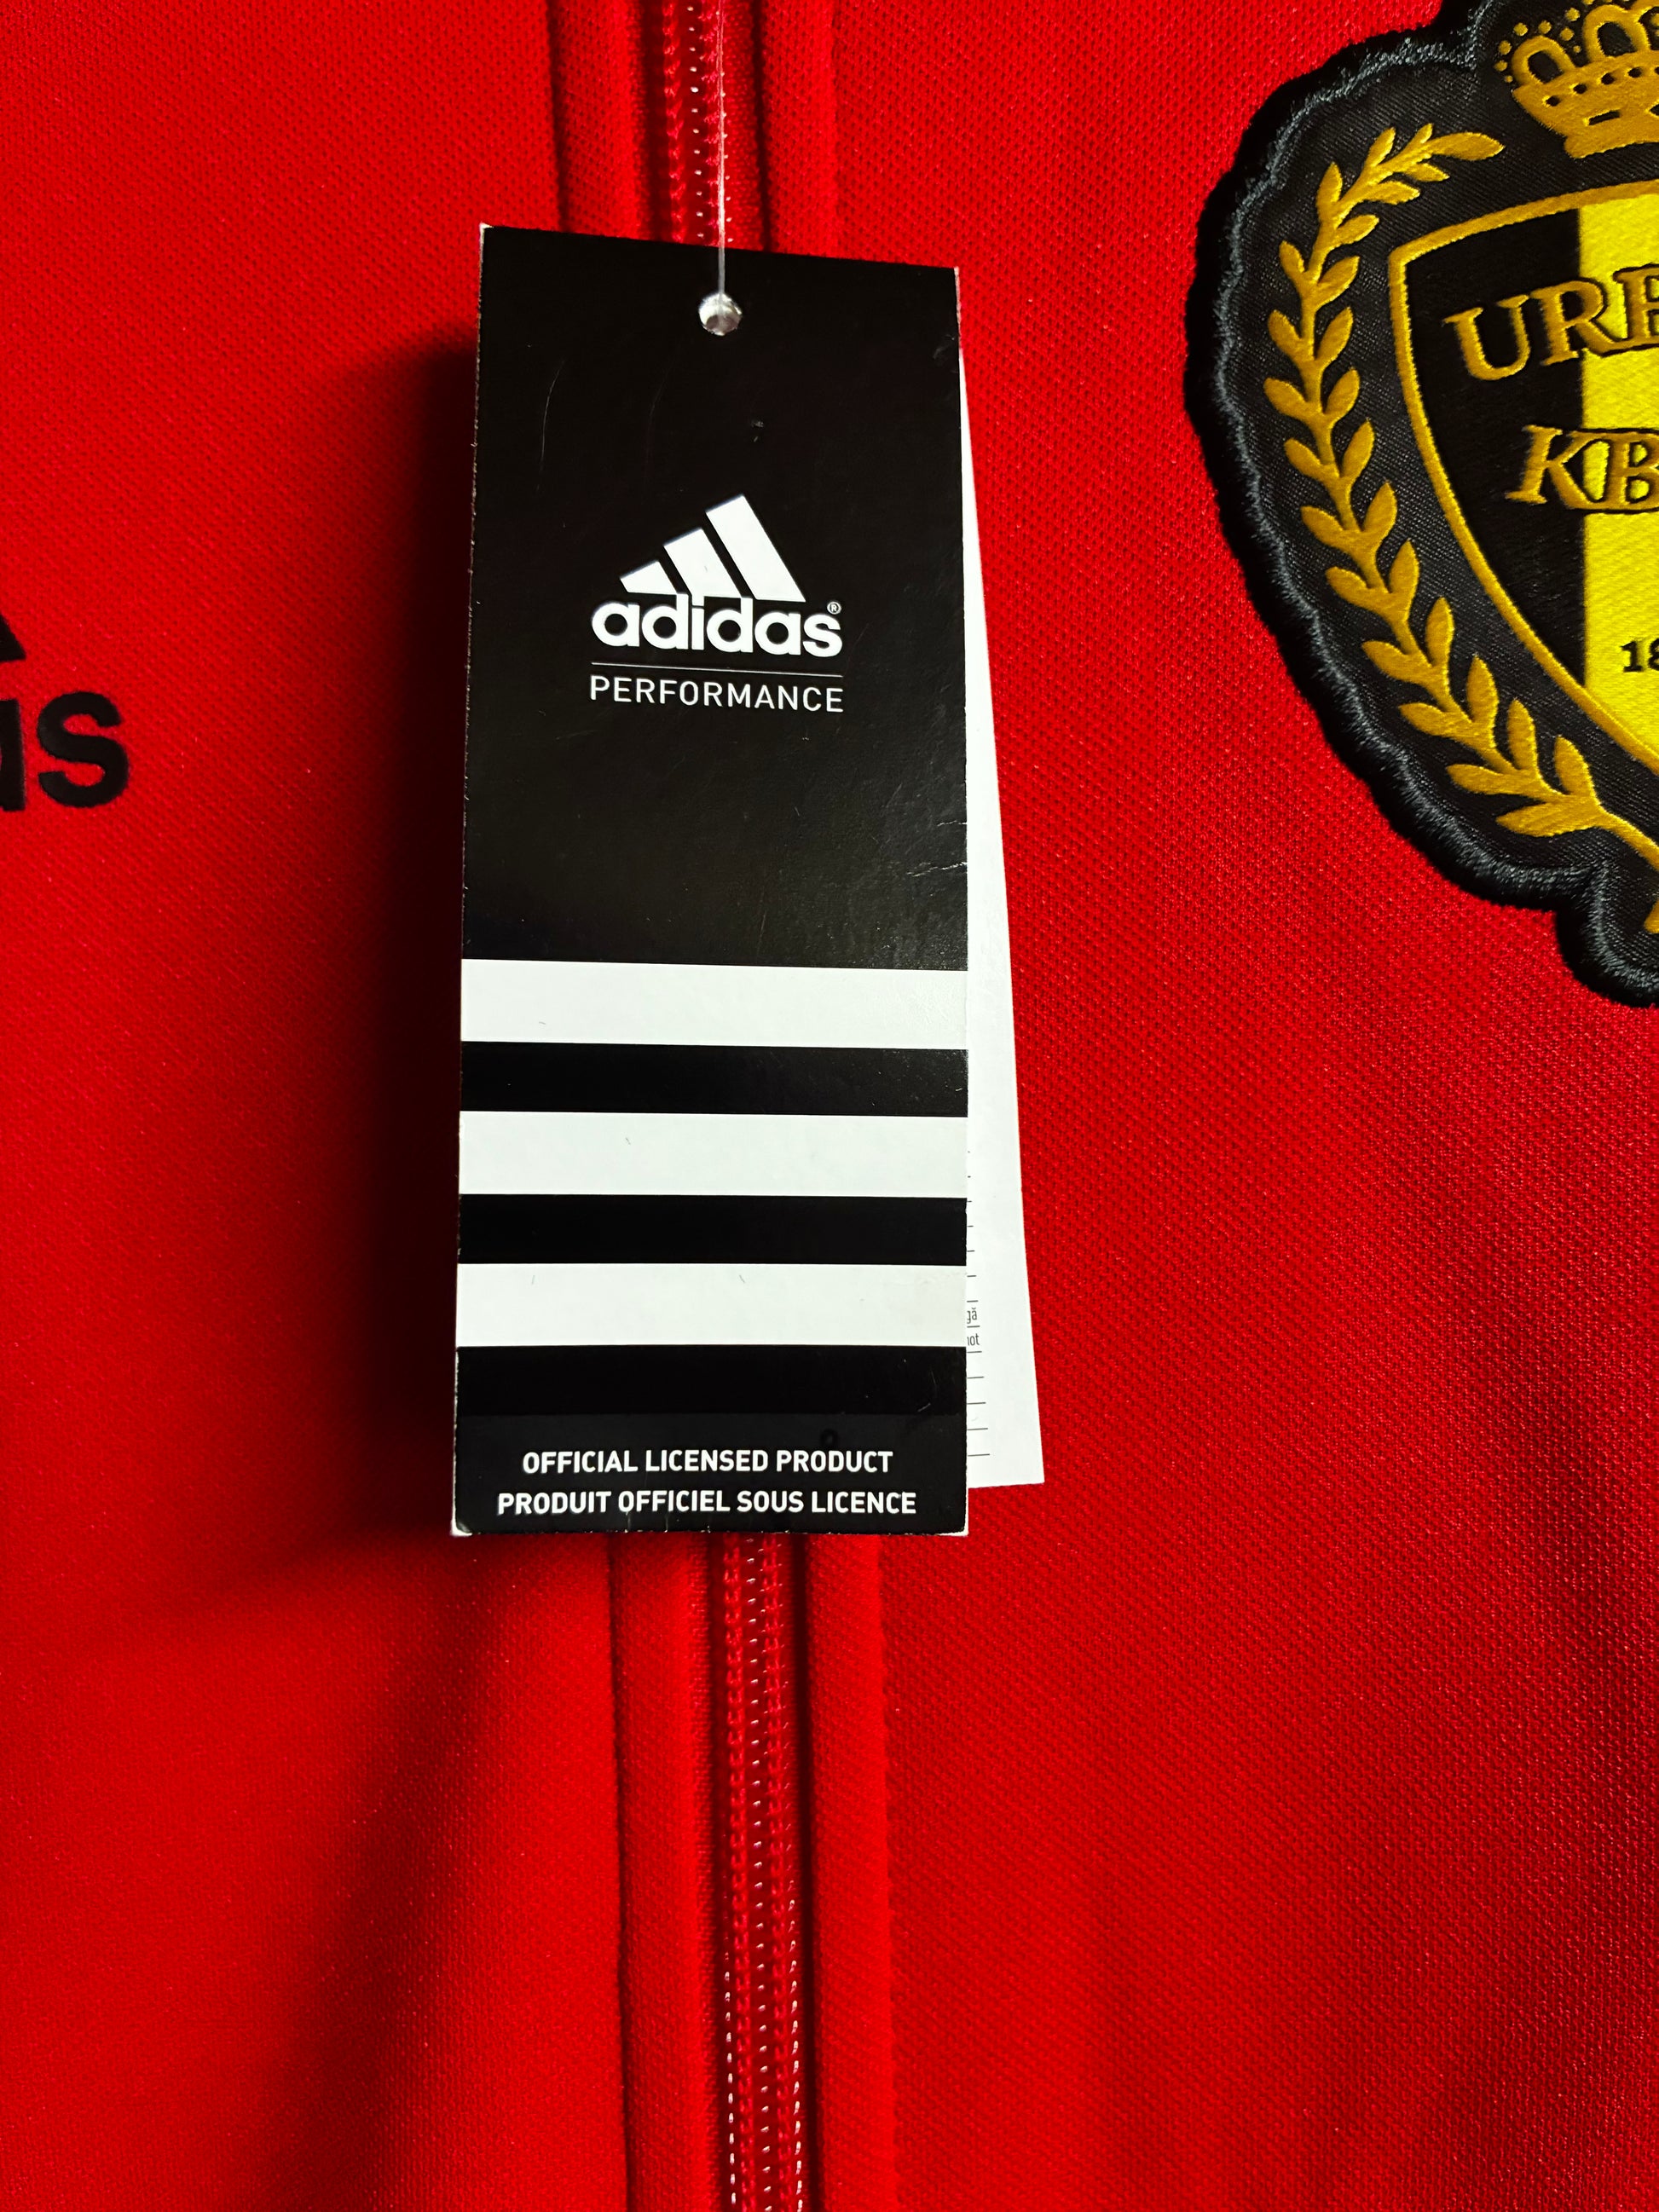 adidas®
PERFORMANCE
OFFICIAL LICENSED PRODUCT
PRODUIT OFFICIEL SOUS LICENCE